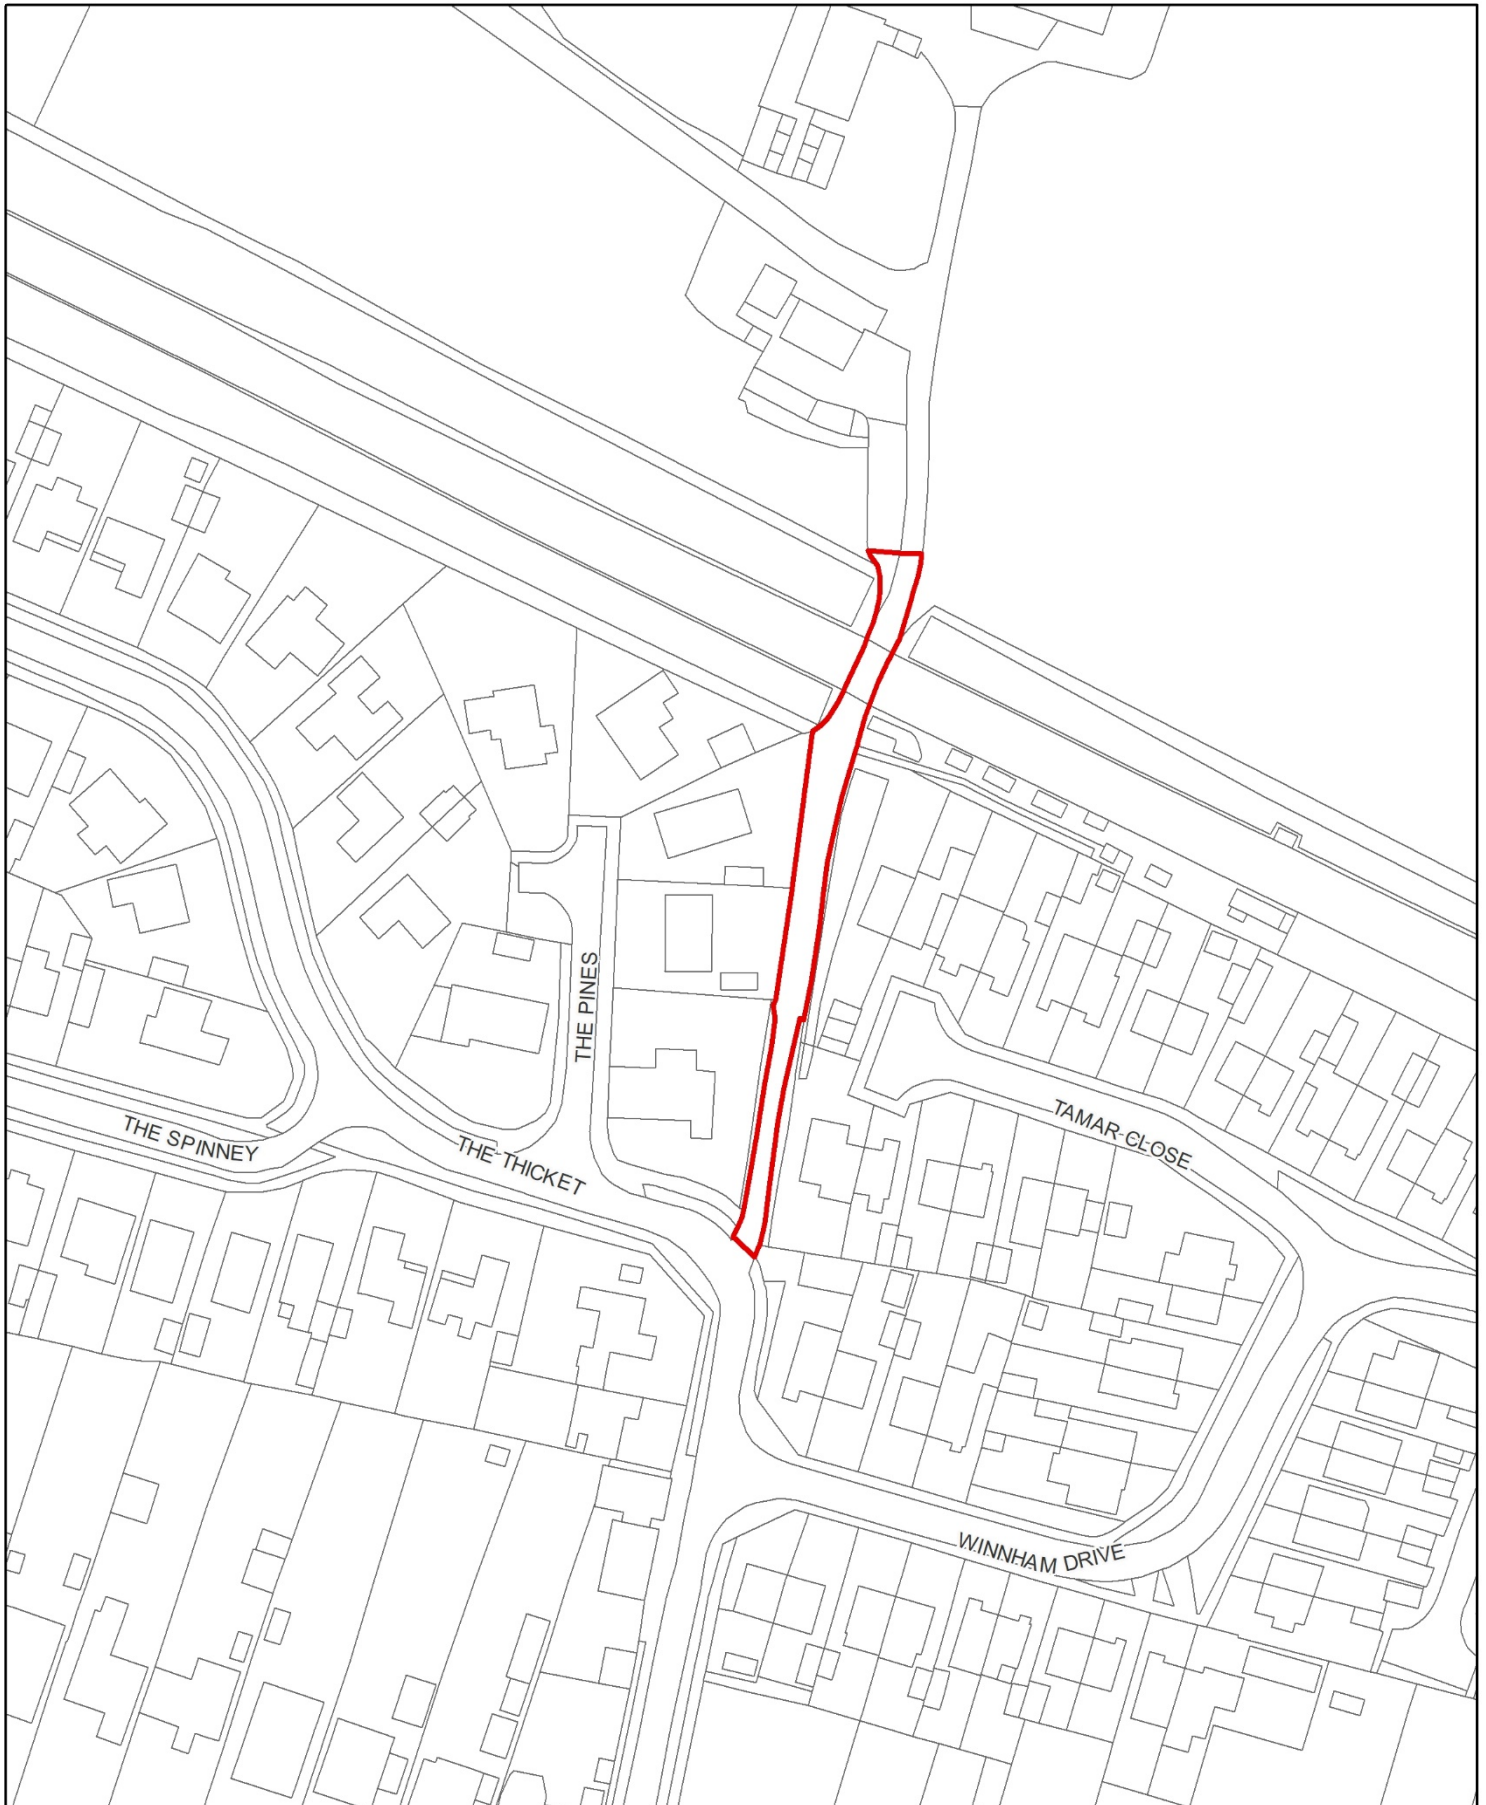 THE PINES
THE SPINNEY
THE THICKET
TAMAR CLOSE
WINNHAM DRIVE